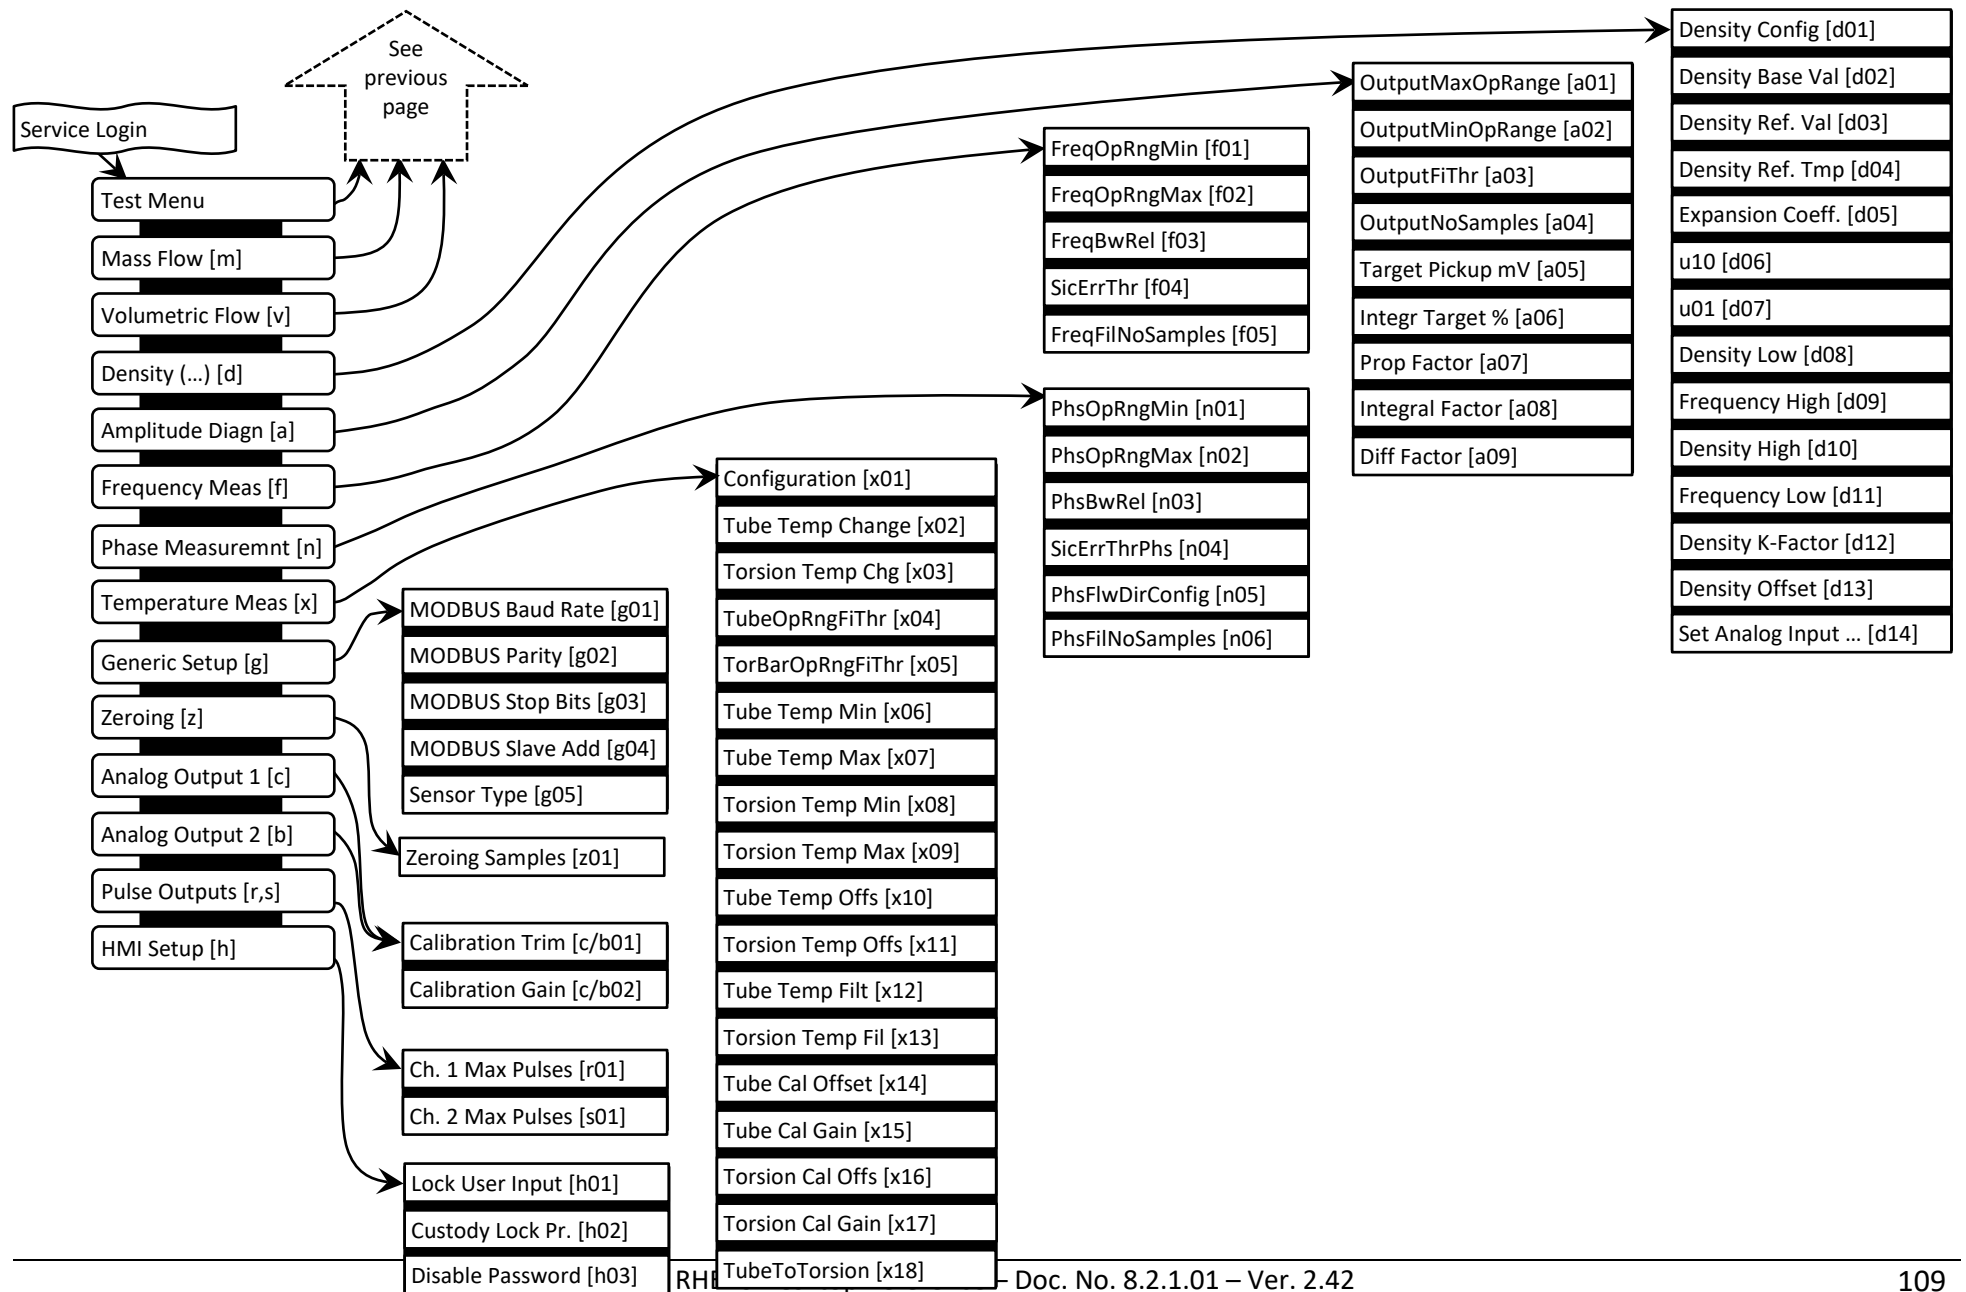 See
previous
page
Service Login
Test Menu
Mass Flow [m]
Volumetric Flow [v]
Density (...) [d]
Amplitude Diagn [a]
Frequency Meas [f]
Phase Measuremnt [n]
Temperature Meas [x]
Generic Setup [g]
Zeroing [z]
Analog Output 1 [c]
Analog Output 2 [b]
Pulse Outputs [r,s]
HMI Setup [h]
MODBUS Baud Rate [g01]
MODBUS Parity [g02]
MODBUS Stop Bits [g03]
MODBUS Slave Add [g04]
Sensor Type [g05]
Zeroing Samples [z01]
Calibration Trim [c/b01]
Calibration Gain [c/b02]
Ch. 1 Max Pulses [r01]
Ch. 2 Max Pulses [s01]
Lock User Input [h01]
Custody Lock Pr. [h02]
Disable Password [h03]
Configuration [x01]
Tube Temp Change [x02]
Torsion Temp Chg [x03]
TubeOpRngFiThr [x04]
TorBarOpRngFiThr [x05]
Tube Temp Min [x06]
Tube Temp Max [x07]
Torsion Temp Min [x08]
Torsion Temp Max [x09]
Tube Temp Offs [x10]
Torsion Temp Offs [x11]
Tube Temp Filt [x12]
Torsion Temp Fil [x13]
Tube Cal Offset [x14]
Tube Cal Gain [x15]
Torsion Cal Offs [x16]
Torsion Cal Gain [x17]
TubeToTorsion [x18]
FreqOpRngMin [f01]
FreqOpRngMax [f02]
FreqBwRel [f03]
SicErrThr [f04]
FreqFilNoSamples [f05]
PhsOpRngMin [n01]
PhsOpRngMax [n02]
PhsBwRel [n03]
SicErrThrPhs [n04]
PhsFlwDirConfig [n05]
PhsFilNoSamples [n06]
OutputMaxOpRange [a01]
OutputMinOpRange [a02]
OutputFiThr [a03]
OutputNoSamples [a04]
Target Pickup mV [a05]
Integr Target % [a06]
Prop Factor [a07]
Integral Factor [a08]
Diff Factor [a09]
Density Config [d01]
Density Base Val [d02]
Density Ref. Val [d03]
Density Ref. Tmp [d04]
Expansion Coeff. [d05]
u10 [d06]
u01 [d07]
Density Low [d08]
Frequency High [d09]
Density High [d10]
Frequency Low [d11]
Density K-Factor [d12]
Density Offset [d13]
Set Analog Input ... [d14]
– Doc. No. 8.2.1.01 – Ver. 2.42
109